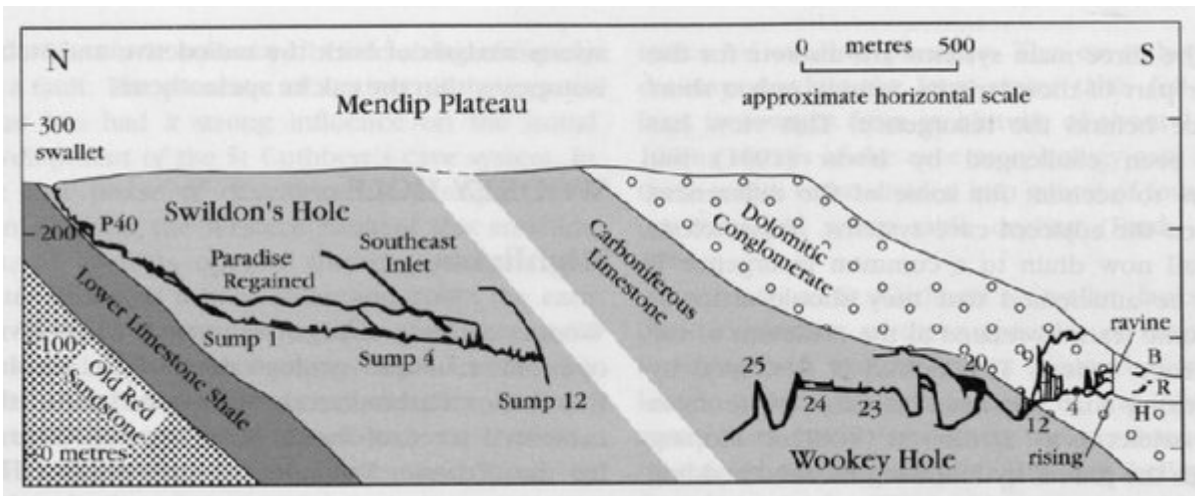 N
0 metres 500
S
Mendip Plateau
approximate horizontal scale
300
swallet
Swildon's Hole
P40
200
Southeast
Inlet
Paradise
Regained
Dolomitic
Conglomerate
Carboniferous
Limestone
Lower Limestone Shale
Sump 1
Sump 4
100
Old Red
Sandstone
Sump 12
0 metres
ravine
25
20
B
R
24
23
12
4
H
rising
Wookey Hole